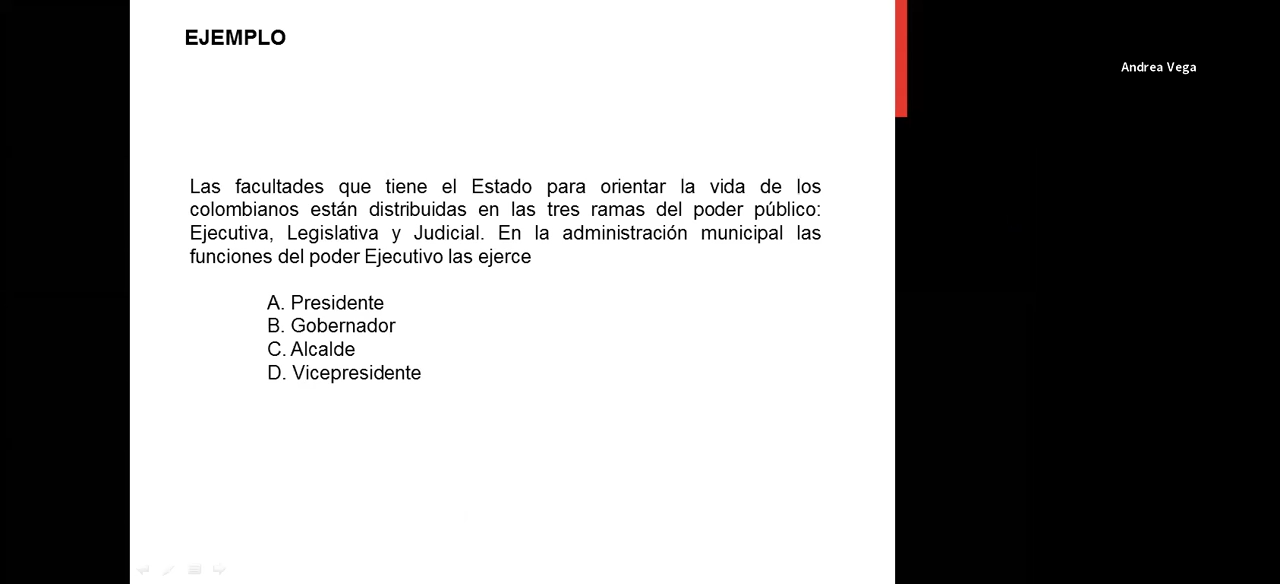 EJEMPLO
Andrea Vega
Las facultades que tiene el Estado para orientar la vida de los
colombianos están distribuidas en las tres ramas del poder público:
Ejecutiva, Legislativa y Judicial. En la administración municipal las
funciones del poder Ejecutivo las ejerce
A. Presidente
B. Gobernador
C. Alcalde
D. Vicepresidente